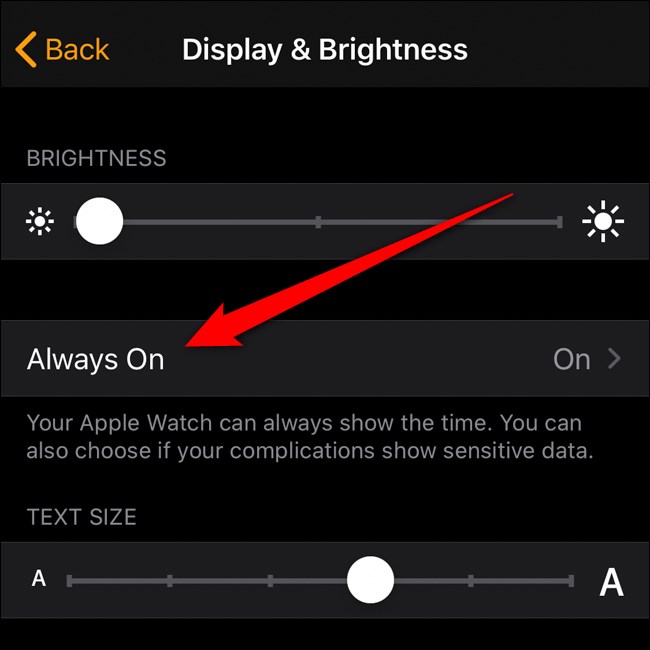 Back
Display & Brightness
BRIGHTNESS
Always On
On
Your Apple Watch can always show the time. You can
also choose if your complications show sensitive data.
TEXT SIZE
A
A